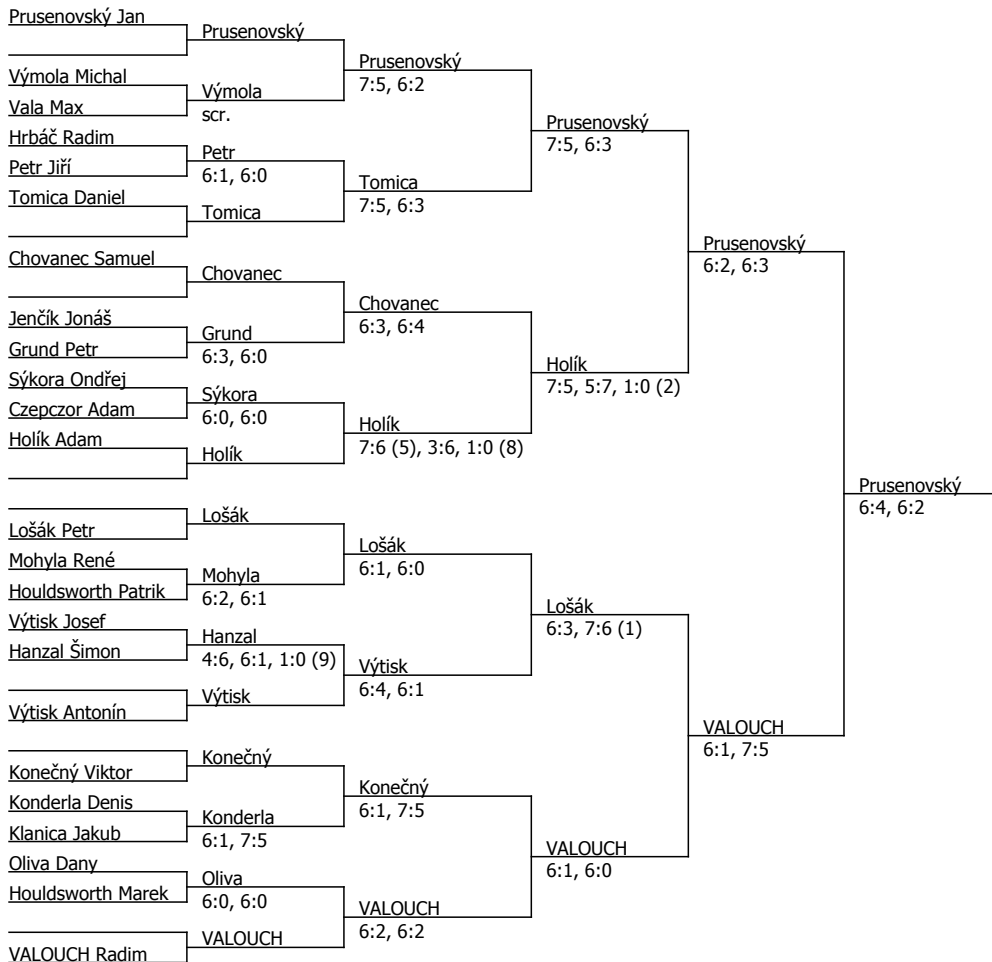 Prusenovský Jan
Výmola Michal
Vala Max
Hrbáč Radim
Petr Jiří
Tomica Daniel
Chovanec Samuel
Jenčík Jonáš
Grund Petr
Sýkora Ondřej
Czepczor Adam
Holík Adam
Lošák Petr
Mohyla René
Houldsworth Patrik
Výtisk Josef
Hanzal Šimon
Výtisk Antonín
Konečný Viktor
Konderla Denis
Klanica Jakub
Oliva Dany
Houldsworth Marek
VALOUCH Radim
Prusenovský
Výmola
scr.
Petr
6:1, 6:0
Tomica
Chovanec
Grund
6:3, 6:0
Sýkora
6:0, 6:0
Holík
Lošák
Mohyla
6:2, 6:1
Hanzal
4:6, 6:1, 1:0 (9)
Výtisk
Konečný
Konderla
6:1, 7:5
Oliva
6:0, 6:0
VALOUCH
Prusenovský
7:5, 6:2
Tomica
7:5, 6:3
Chovanec
6:3, 6:4
Holík
7:6 (5), 3:6, 1:0 (8)
Lošák
6:1, 6:0
Výtisk
6:4, 6:1
Konečný
6:1, 7:5
VALOUCH
6:2, 6:2
Prusenovský
7:5, 6:3
Holík
7:5, 5:7, 1:0 (2)
Lošák
6:3, 7:6 (1)
VALOUCH
6:1, 6:0
Prusenovský
6:2, 6:3
VALOUCH
6:1, 7:5
Prusenovský
6:4, 6:2